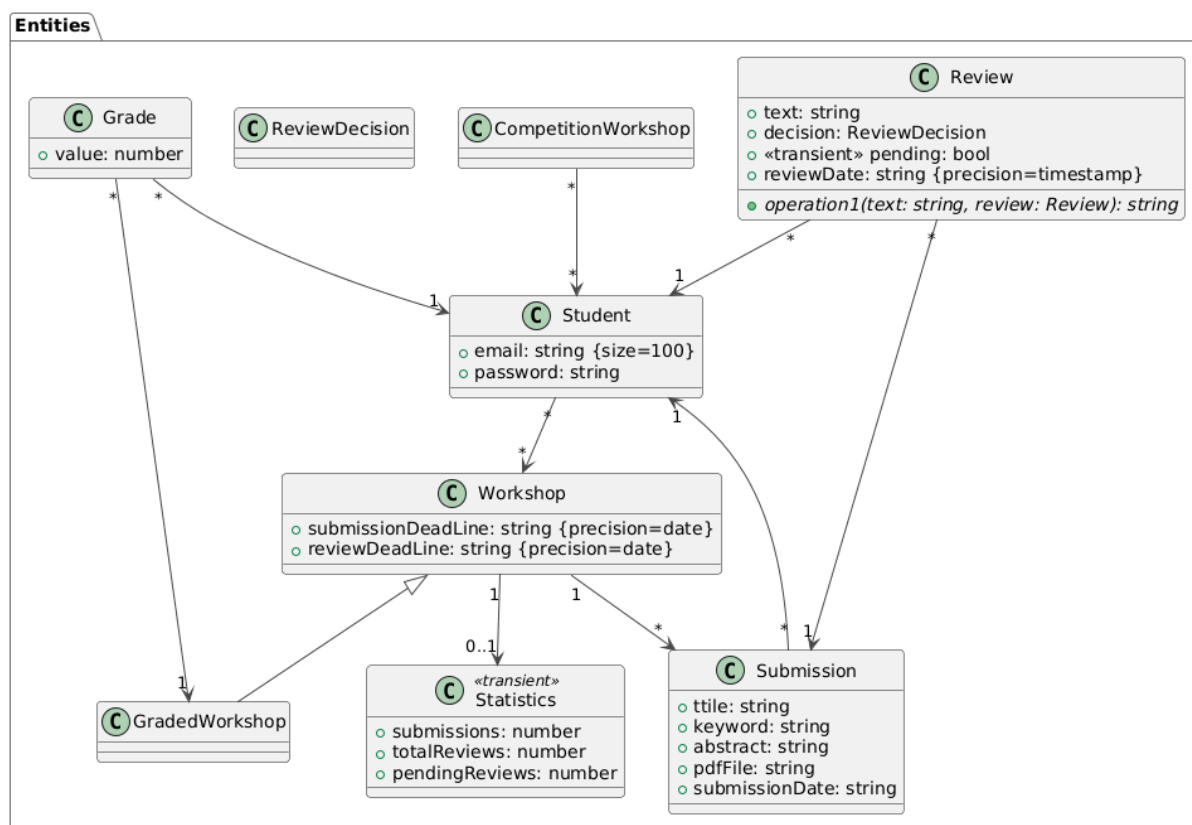 Entities
C Grade
value: number
C ReviewDecision
C CompetitionWorkshop
C Review
text: string
decision: ReviewDecision
«transient» pending: bool
reviewDate: string {precision=timestamp}
operation1(text: string, review: Review): string
*
*
*
*
*
1
*
1
C Student
email: string {size=100}
password: string
*
1
*
C Workshop
submissionDeadLine: string {precision=date}
reviewDeadLine: string {precision=date}
1
1
0..1
*
*
1
1
C GradedWorkshop
C «transient»
Statistics
submissions: number
totalReviews: number
pendingReviews: number
C Submission
ttile: string
keyword: string
abstract: string
pdfFile: string
submissionDate: string